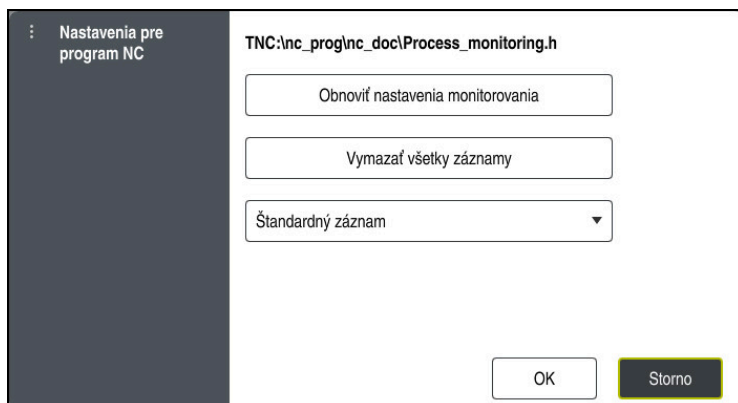 Nastavenia pre
program NC
TNC:\nc_prog\nc_doc\Process_monitoring.h
Obnoviť nastavenia monitorovania
Vymazať všetky záznamy
Štandardný záznam
OK
Storno